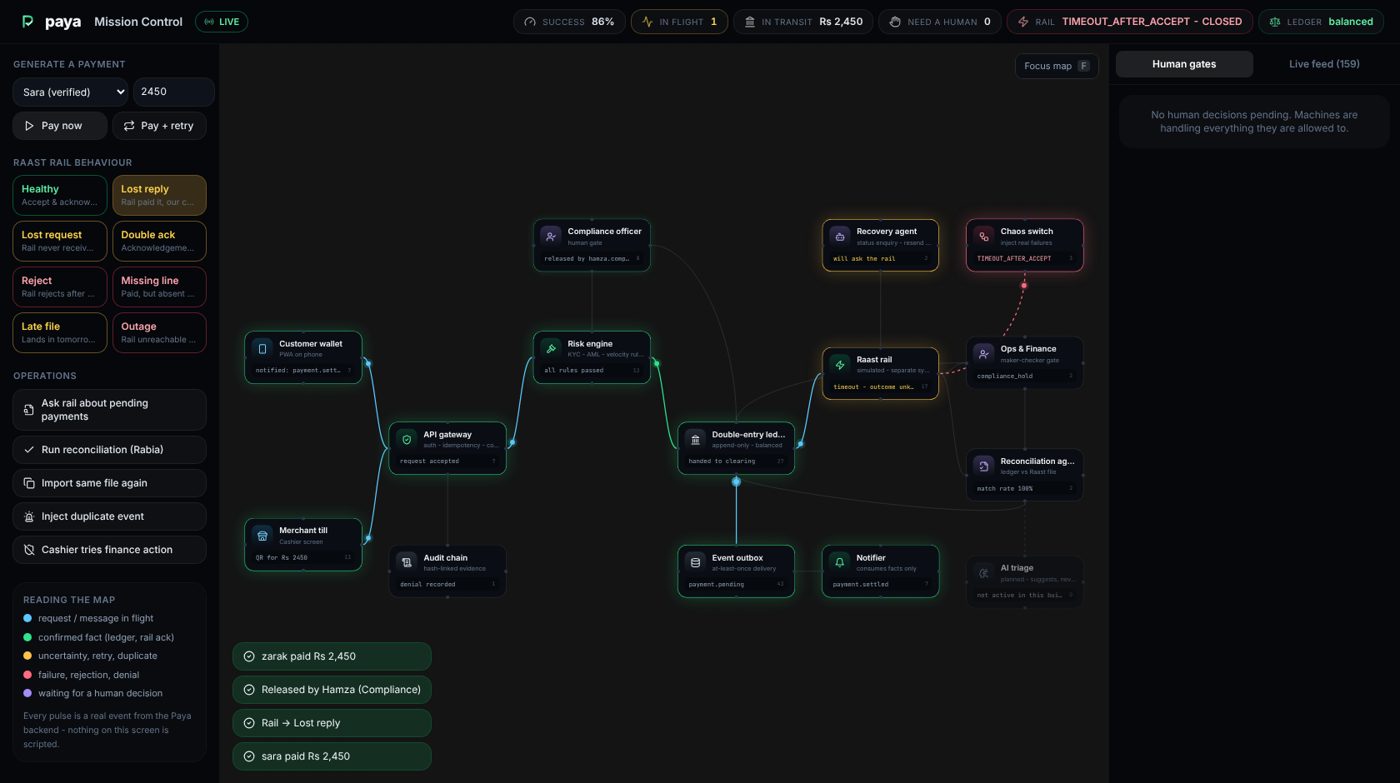 paya
Mission Control
LIVE
SUCCESS 86%
IN FLIGHT 1
IN TRANSIT Rs 2,450
NEED A HUMAN 0
RAIL TIMEOUT_AFTER_ACCEPT - CLOSED
LEDGER balanced
GENERATE A PAYMENT
Sara (verified)
2450
Pay now
Pay + retry
RAAST RAIL BEHAVIOUR
Healthy
Accept & acknow...
Lost reply
Rail paid it, our c...
Lost request
Rail never receiv...
Double ack
Acknowledgeme...
Reject
Rail rejects after ...
Missing line
Paid, but absent ...
Late file
Lands in tomorro...
Outage
Rail unreachable ...
OPERATIONS
Ask rail about pending
payments
Run reconciliation (Rabia)
Import same file again
Inject duplicate event
Cashier tries finance action
READING THE MAP
request / message in flight
confirmed fact (ledger, rail ack)
uncertainty, retry, duplicate
failure, rejection, denial
waiting for a human decision
Every pulse is a real event from the Paya
backend - nothing on this screen is
scripted.
Focus map F
Compliance officer
human gate
released by hamza.comp…
Recovery agent
status enquiry - resend ...
will ask the rail
Chaos switch
inject real failures
TIMEOUT_AFTER_ACCEPT
Customer wallet
PWA on phone
notified: payment.sett…
Risk engine
KYC - AML - velocity rul...
all rules passed
Raast rail
simulated - separate sy...
timeout - outcome unk…
Ops & Finance
maker-checker gate
compliance_hold
API gateway
auth - idempotency - co...
request accepted
Double-entry led...
append-only - balanced
handed to clearing
Reconciliation ag...
ledger vs Raast file
match rate 100%
Merchant till
Cashier screen
QR for Rs 2450
Audit chain
hash-linked evidence
denial recorded
Event outbox
at-least-once delivery
payment.pending
Notifier
consumes facts only
payment.settled
AI triage
planned - suggests, nev...
not active in this bui…
zarak paid Rs 2,450
Released by Hamza (Compliance)
Rail → Lost reply
sara paid Rs 2,450
Human gates
Live feed (159)
No human decisions pending. Machines are
handling everything they are allowed to.